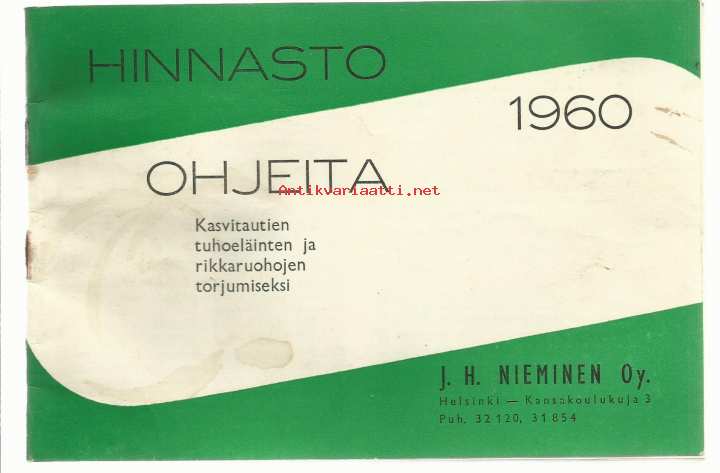 HINNASTO
1960
OHJEITA
Antikvariaatti.net
Kasvitautien
tuhoeläinten ja
rikkaruohojen
torjumiseksi
J. H. NIEMINEN Oy.
Helsinki — Kansakoulukuja 3
Puh. 32 120, 31 854